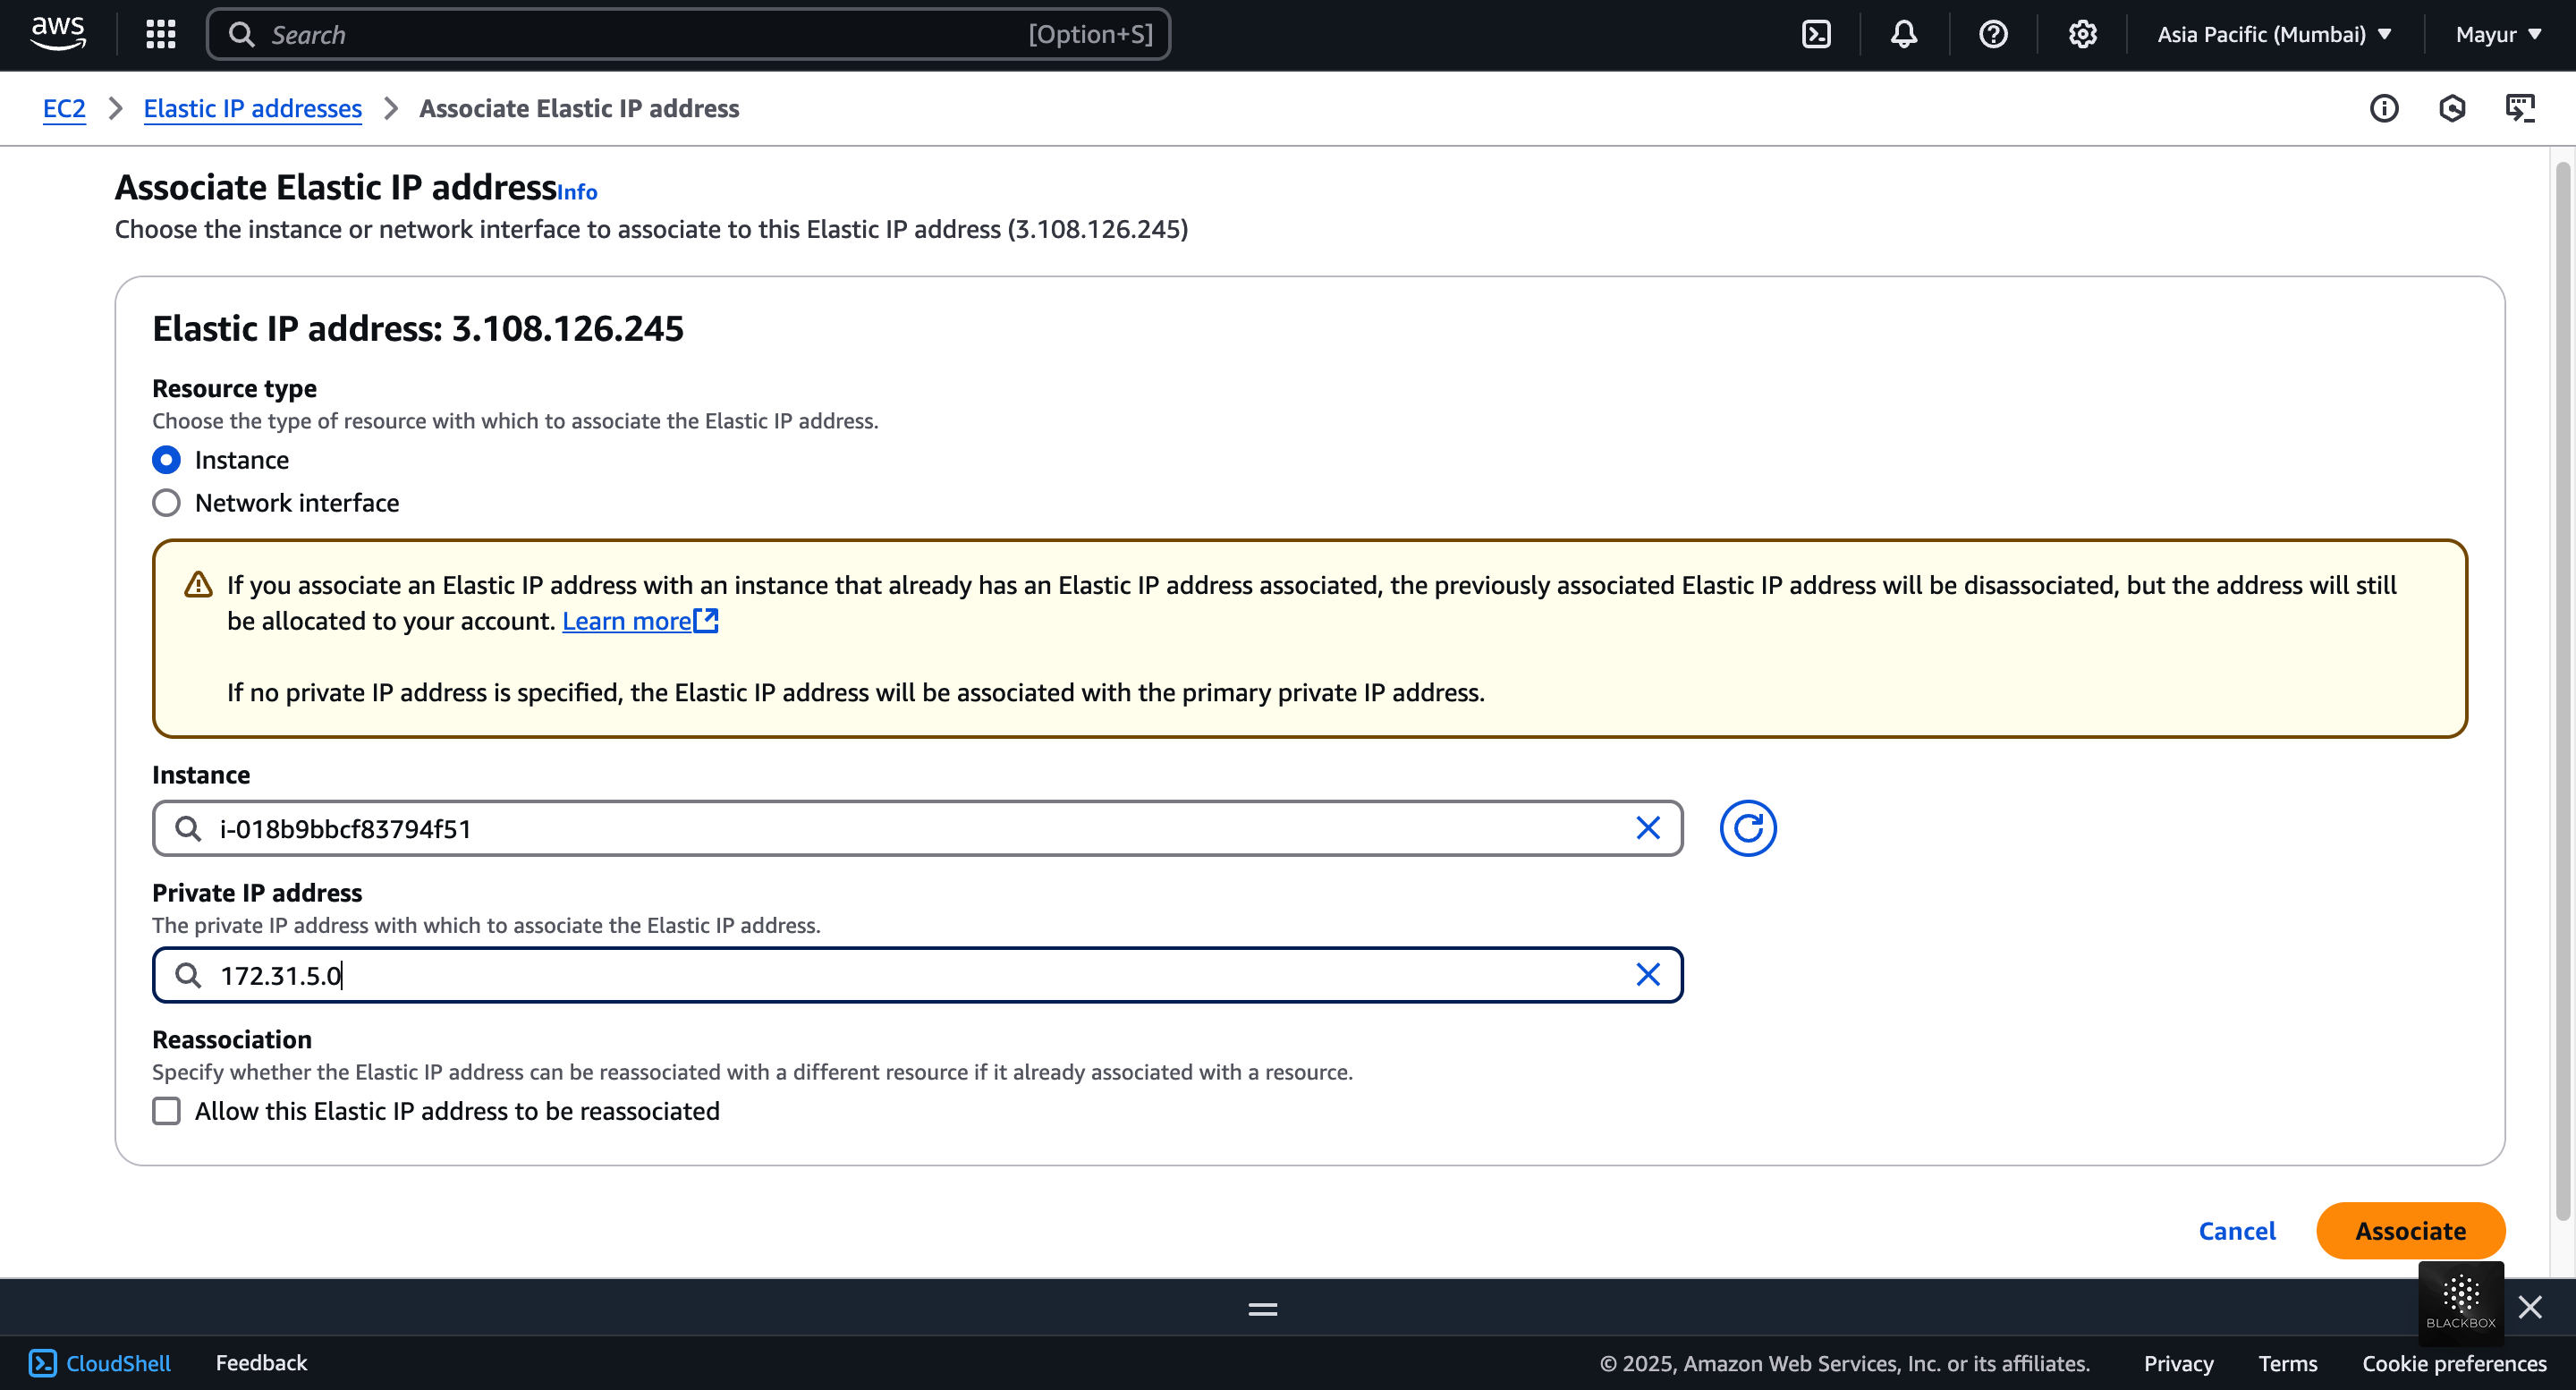 aws
Search
[Option+S]
Asia Pacific (Mumbai)
Mayur
EC2
Elastic IP addresses
Associate Elastic IP address
Associate Elastic IP address Info
Choose the instance or network interface to associate to this Elastic IP address (3.108.126.245)
Elastic IP address: 3.108.126.245
Resource type
Choose the type of resource with which to associate the Elastic IP address.
Instance
Network interface
If you associate an Elastic IP address with an instance that already has an Elastic IP address associated, the previously associated Elastic IP address will be disassociated, but the address will still
be allocated to your account. Learn more
If no private IP address is specified, the Elastic IP address will be associated with the primary private IP address.
Instance
i-018b9bbcf83794f51
Private IP address
The private IP address with which to associate the Elastic IP address.
172.31.5.0
Reassociation
Specify whether the Elastic IP address can be reassociated with a different resource if it already associated with a resource.
Allow this Elastic IP address to be reassociated
Cancel
Associate
BLACKBOX
CloudShell
Feedback
© 2025, Amazon Web Services, Inc. or its affiliates.
Privacy
Terms
Cookie preferences